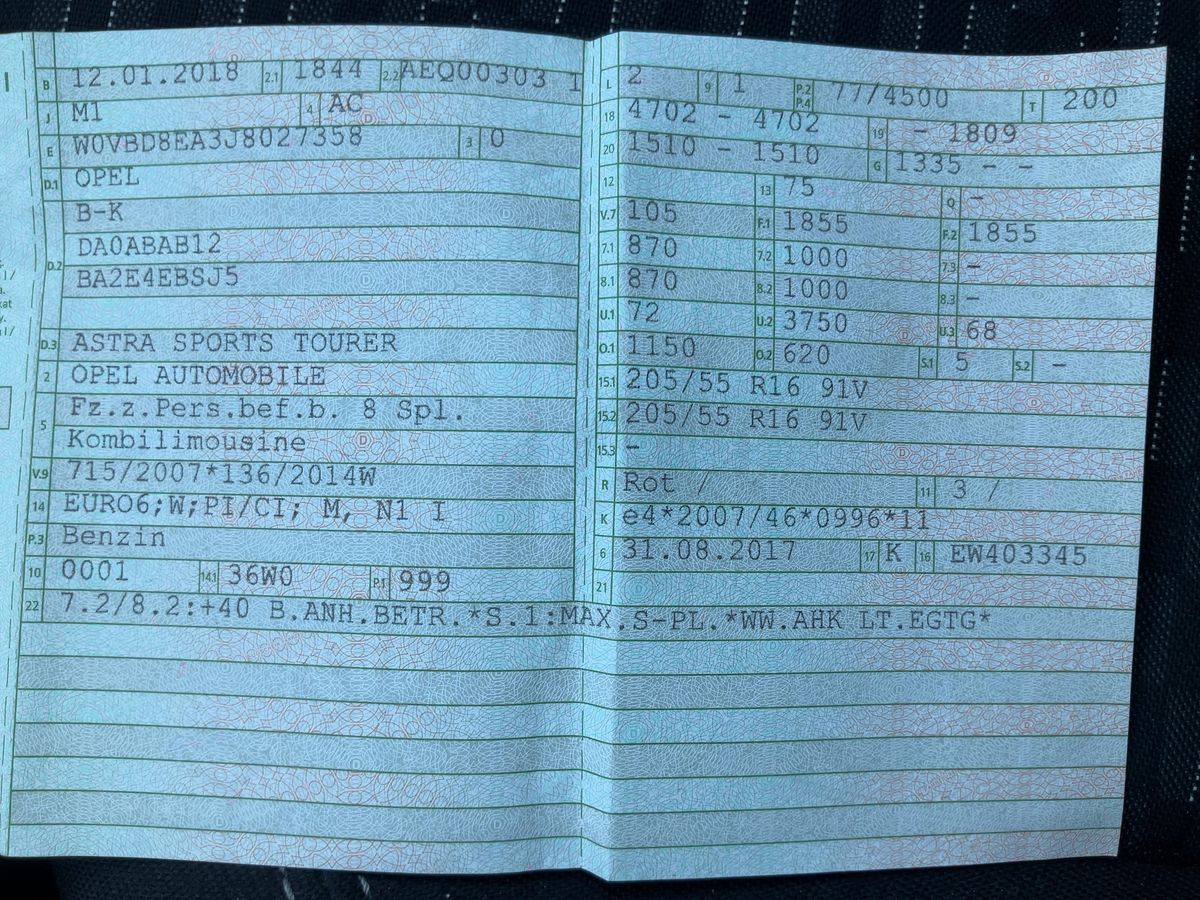 B 12.01.2018 2.1 1844 2.2 AEQ00303 1
J M1 4 AC
E W0VBD8EA3J8027358 3 0
D.1 OPEL
B-K
D.2 DA0ABAB12
BA2E4EBSJ5
D.3 ASTRA SPORTS TOURER
2 OPEL AUTOMOBILE
5 Fz.z.Pers.bef.b. 8 Spl.
Kombilimousine
V.9 715/2007*136/2014W
14 EURO6;W;PI/CI; M, N1 I
P.3 Benzin
10 0001 14.1 36W0 P.1 999
L 2 9 1 P.2 P.4 77/4500 T 200
18 4702 - 4702 19 - 1809
20 1510 - 1510 G 1335 - -
12 13 75 Q -
V.7 105 F.1 1855 F.2 1855
7.1 870 7.2 1000 7.3 -
8.1 870 8.2 1000 8.3 -
U.1 72 U.2 3750 U.3 68
O.1 1150 O.2 620 S.1 5 S.2 -
15.1 205/55 R16 91V
15.2 205/55 R16 91V
15.3 -
R Rot / 11 3 /
K e4*2007/46*0996*11
6 31.08.2017 17 K 16 EW403345
21
22 7.2/8.2:+40 B.ANH.BETR.*S.1:MAX.S-PL.*WW.AHK LT.EGTG*